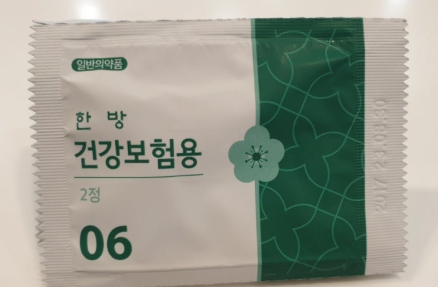 일반의약품
한 방
건강보험용
2정
06